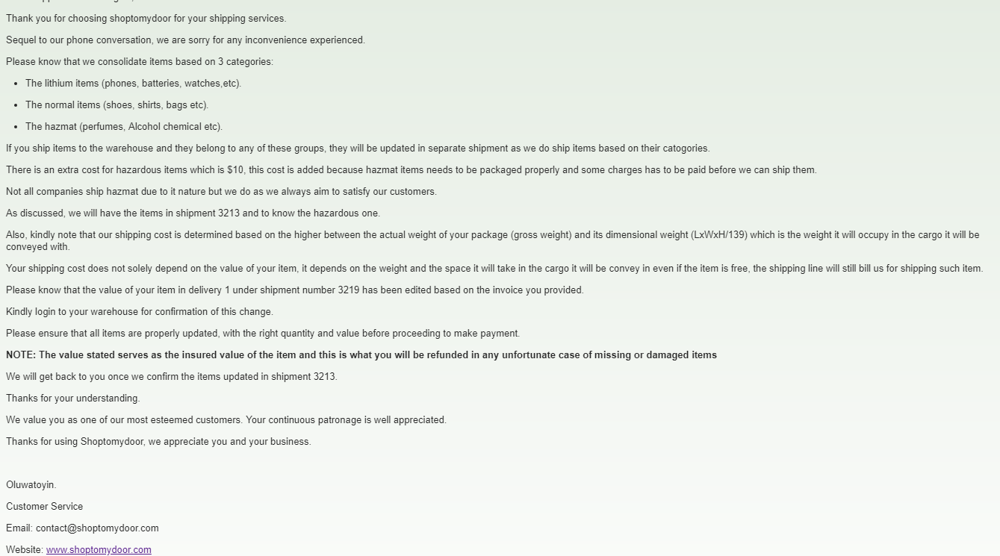 Thank you for choosing shoptomydoor for your shipping services.
Sequel to our phone conversation, we are sorry for any inconvenience experienced.
Please know that we consolidate items based on 3 categories:
• The lithium items (phones, batteries, watches,etc).
• The normal items (shoes, shirts, bags etc).
• The hazmat (perfumes, Alcohol chemical etc).
If you ship items to the warehouse and they belong to any of these groups, they will be updated in separate shipment as we do ship items based on their catogories.
There is an extra cost for hazardous items which is $10, this cost is added because hazmat items needs to be packaged properly and some charges has to be paid before we can ship them.
Not all companies ship hazmat due to it nature but we do as we always aim to satisfy our customers.
As discussed, we will have the items in shipment 3213 and to know the hazardous one.
Also, kindly note that our shipping cost is determined based on the higher between the actual weight of your package (gross weight) and its dimensional weight (LxWxH/139) which is the weight it will occupy in the cargo it will be
conveyed with.
Your shipping cost does not solely depend on the value of your item, it depends on the weight and the space it will take in the cargo it will be convey in even if the item is free, the shipping line will still bill us for shipping such item.
Please know that the value of your item in delivery 1 under shipment number 3219 has been edited based on the invoice you provided.
Kindly login to your warehouse for confirmation of this change.
Please ensure that all items are properly updated, with the right quantity and value before proceeding to make payment.
NOTE: The value stated serves as the insured value of the item and this is what you will be refunded in any unfortunate case of missing or damaged items
We will get back to you once we confirm the items updated in shipment 3213.
Thanks for your understanding.
We value you as one of our most esteemed customers. Your continuous patronage is well appreciated.
Thanks for using Shoptomydoor, we appreciate you and your business.
Oluwatoyin.
Customer Service
Email: contact@shoptomydoor.com
Website: www.shoptomydoor.com